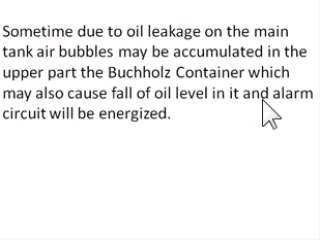 Sometime due to oil leakage on the main
tank air bubbles may be accumulated in the
upper part the Buchholz Container which
may also cause fall of oil level in it and alarm
circuit will be energized.